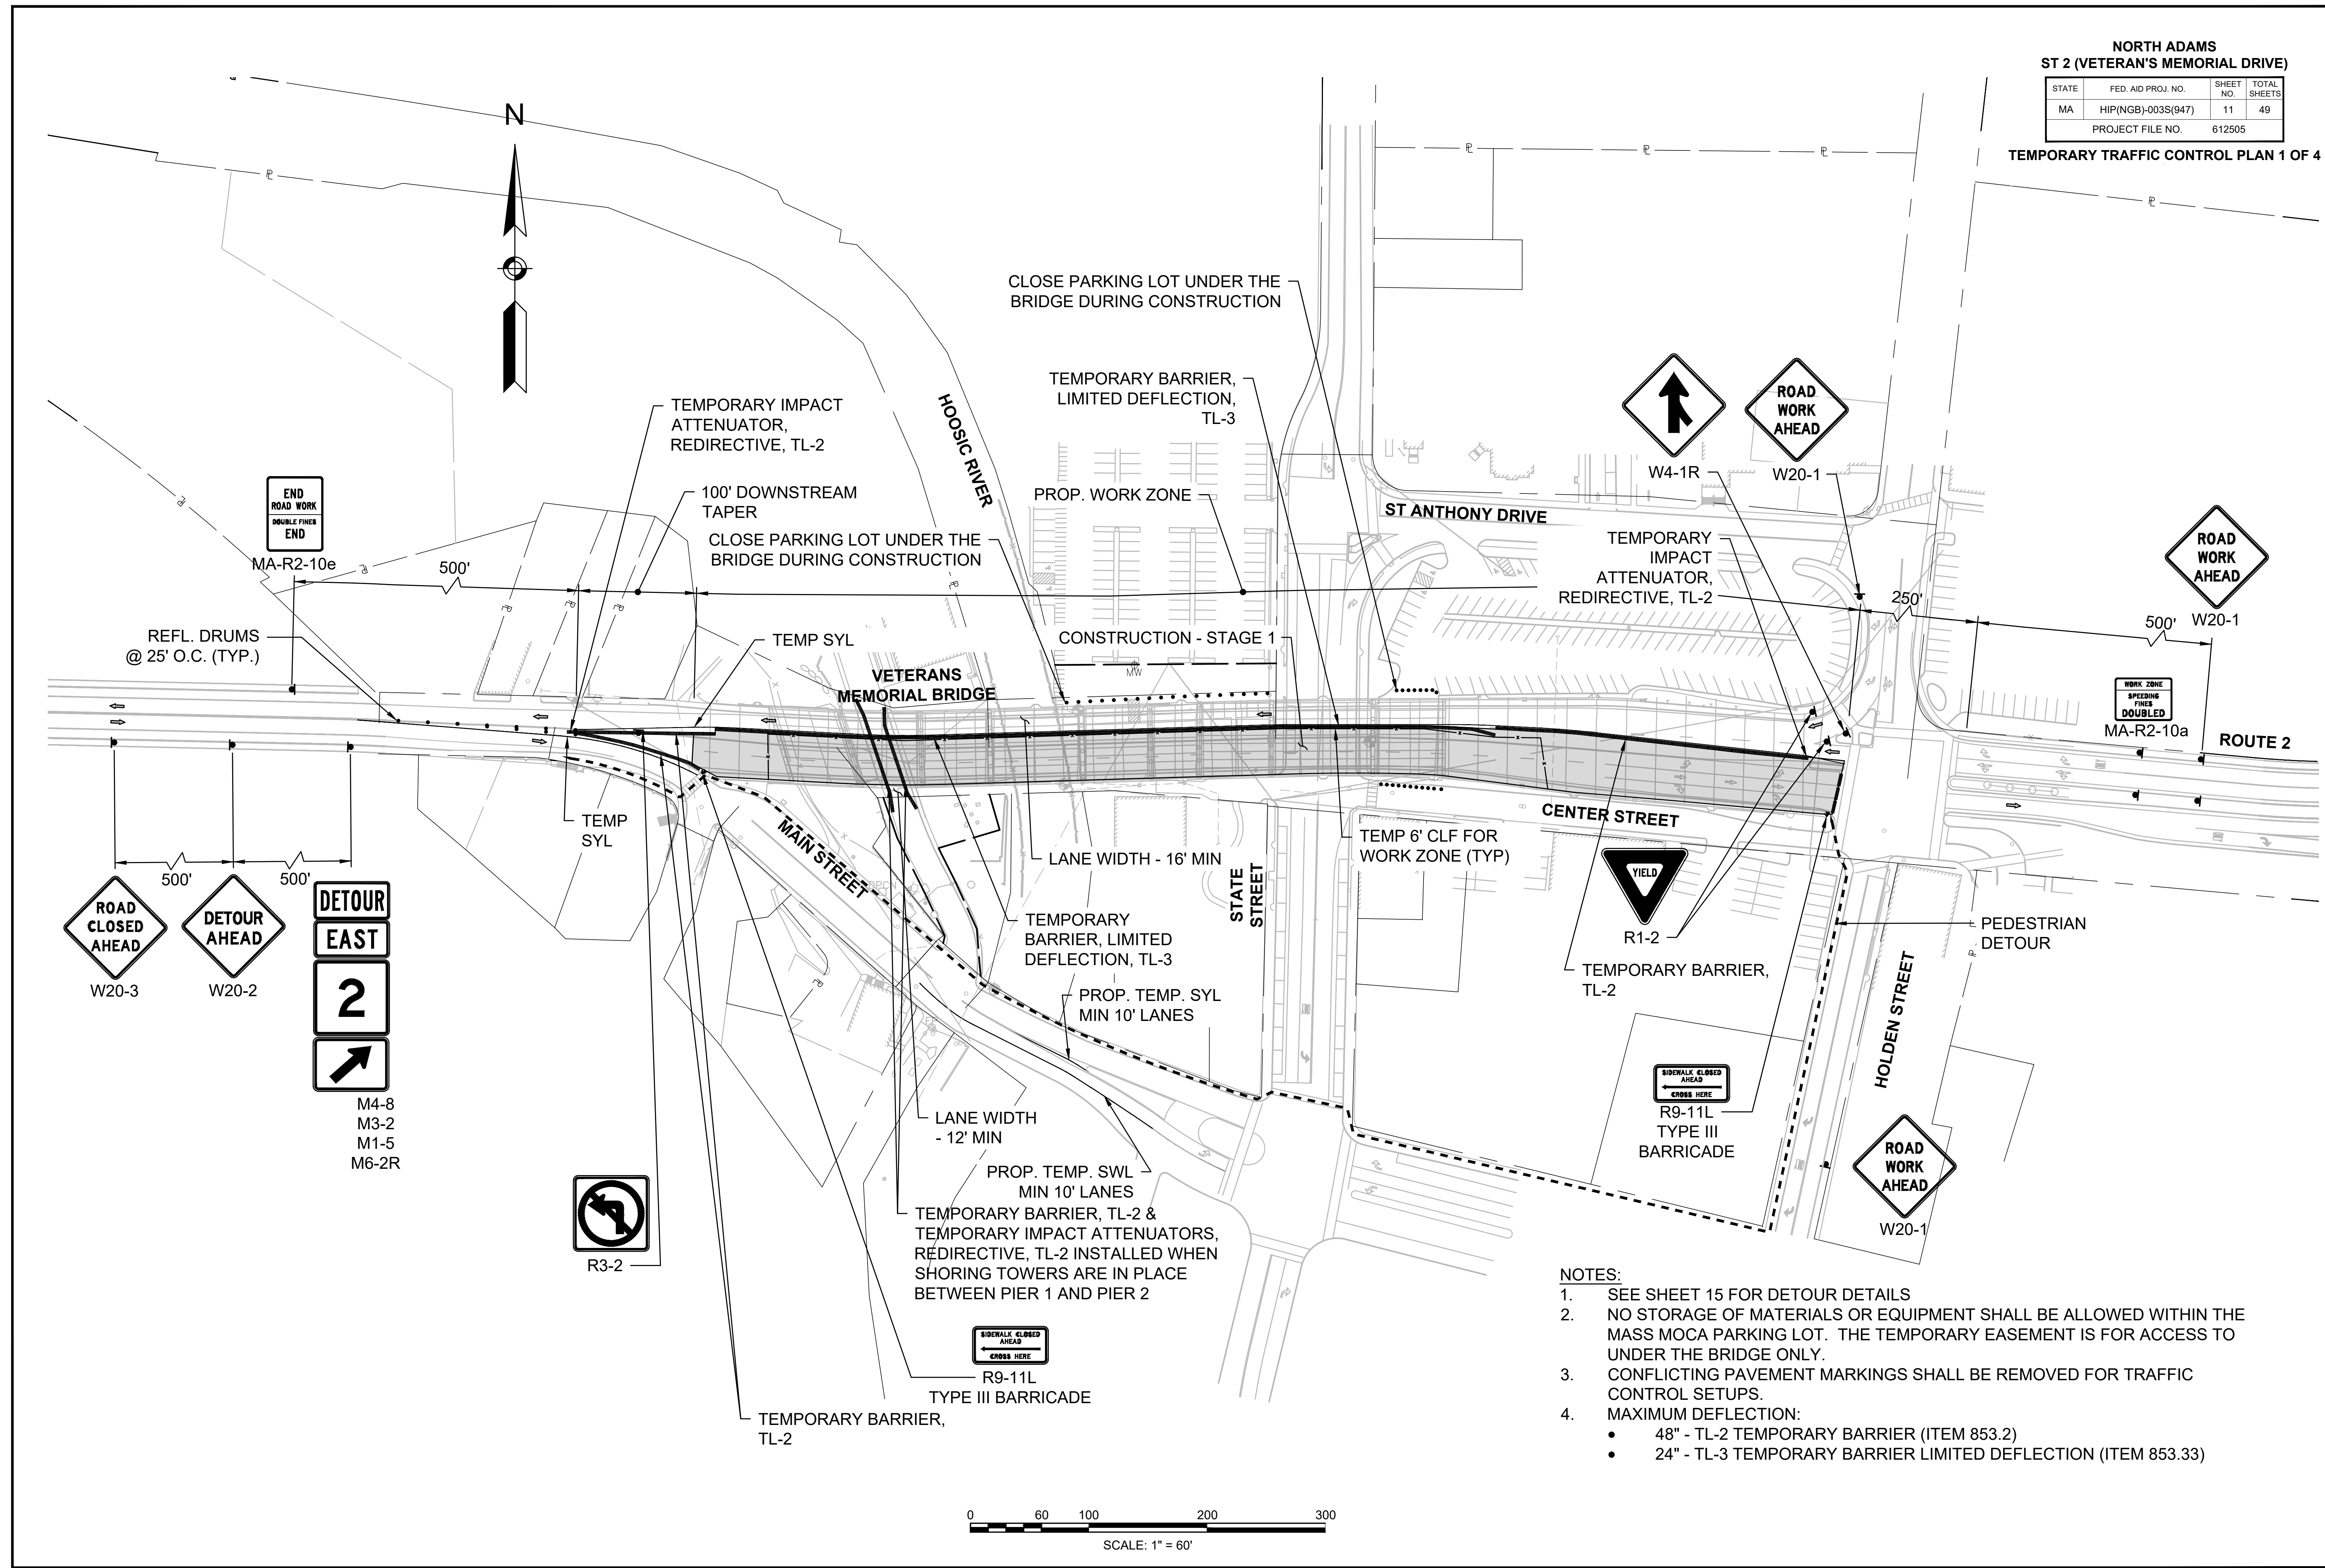 NORTH ADAMS
ST 2 (VETERAN'S MEMORIAL DRIVE)
STATE FED. AID PROJ. NO. SHEET NO. TOTAL SHEETS
MA HIP(NGB)-003S(947) 11 49
PROJECT FILE NO. 612505
TEMPORARY TRAFFIC CONTROL PLAN 1 OF 4
N
CLOSE PARKING LOT UNDER THE
BRIDGE DURING CONSTRUCTION
TEMPORARY BARRIER,
LIMITED DEFLECTION,
TL-3
HOOSIC RIVER
TEMPORARY IMPACT
ATTENUATOR,
REDIRECTIVE, TL-2
100' DOWNSTREAM
TAPER
CLOSE PARKING LOT UNDER THE
BRIDGE DURING CONSTRUCTION
PROP. WORK ZONE
ST ANTHONY DRIVE
W4-1R
ROAD
WORK
AHEAD
W20-1
TEMPORARY
IMPACT
ATTENUATOR,
REDIRECTIVE, TL-2
ROAD
WORK
AHEAD
W20-1
END
ROAD WORK
DOUBLE FINES
END
MA-R2-10e
500'
250'
500'
REFL. DRUMS
@ 25' O.C. (TYP.)
TEMP SYL
CONSTRUCTION - STAGE 1
MW
VETERANS
MEMORIAL BRIDGE
WORK ZONE
SPEEDING
FINES
DOUBLED
MA-R2-10a
ROUTE 2
TEMP
SYL
MAIN STREET
CENTER STREET
LANE WIDTH - 16' MIN
STATE
STREET
TEMP 6' CLF FOR
WORK ZONE (TYP)
YIELD
R1-2
500'
500'
ROAD
CLOSED
AHEAD
W20-3
DETOUR
AHEAD
W20-2
DETOUR
EAST
2
M4-8
M3-2
M1-5
M6-2R
TEMPORARY
BARRIER, LIMITED
DEFLECTION, TL-3
PROP. TEMP. SYL
MIN 10' LANES
TEMPORARY BARRIER,
TL-2
PEDESTRIAN
DETOUR
HOLDEN STREET
LANE WIDTH
- 12' MIN
PROP. TEMP. SWL
MIN 10' LANES
TEMPORARY BARRIER, TL-2 &
TEMPORARY IMPACT ATTENUATORS,
REDIRECTIVE, TL-2 INSTALLED WHEN
SHORING TOWERS ARE IN PLACE
BETWEEN PIER 1 AND PIER 2
SIDEWALK CLOSED
AHEAD
CROSS HERE
R9-11L
TYPE III
BARRICADE
ROAD
WORK
AHEAD
W20-1
R3-2
SIDEWALK CLOSED
AHEAD
CROSS HERE
R9-11L
TYPE III BARRICADE
TEMPORARY BARRIER,
TL-2
NOTES:
1. SEE SHEET 15 FOR DETOUR DETAILS
2. NO STORAGE OF MATERIALS OR EQUIPMENT SHALL BE ALLOWED WITHIN THE
MASS MOCA PARKING LOT. THE TEMPORARY EASEMENT IS FOR ACCESS TO
UNDER THE BRIDGE ONLY.
3. CONFLICTING PAVEMENT MARKINGS SHALL BE REMOVED FOR TRAFFIC
CONTROL SETUPS.
4. MAXIMUM DEFLECTION:
● 48" - TL-2 TEMPORARY BARRIER (ITEM 853.2)
● 24" - TL-3 TEMPORARY BARRIER LIMITED DEFLECTION (ITEM 853.33)
0 60 100 200 300
SCALE: 1" = 60'